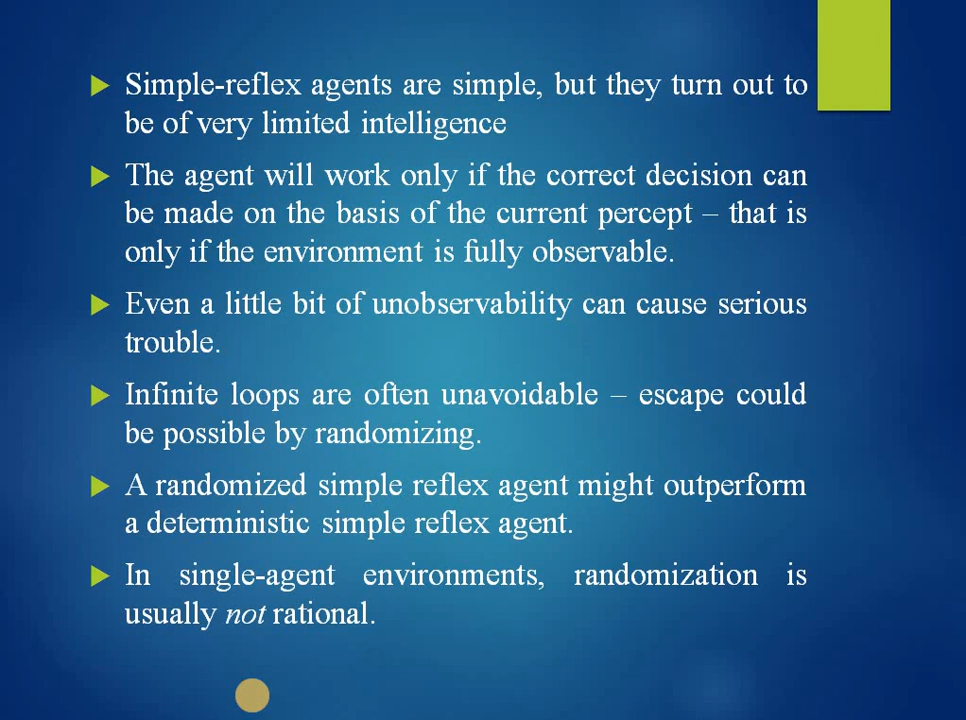 Simple-reflex agents are simple, but they turn out to
be of very limited intelligence
The agent will work only if the correct decision can
be made on the basis of the current percept – that is
only if the environment is fully observable.
Even a little bit of unobservability can cause serious
trouble.
Infinite loops are often unavoidable – escape could
be possible by randomizing.
A randomized simple reflex agent might outperform
a deterministic simple reflex agent.
In single-agent environments, randomization is
usually not rational.